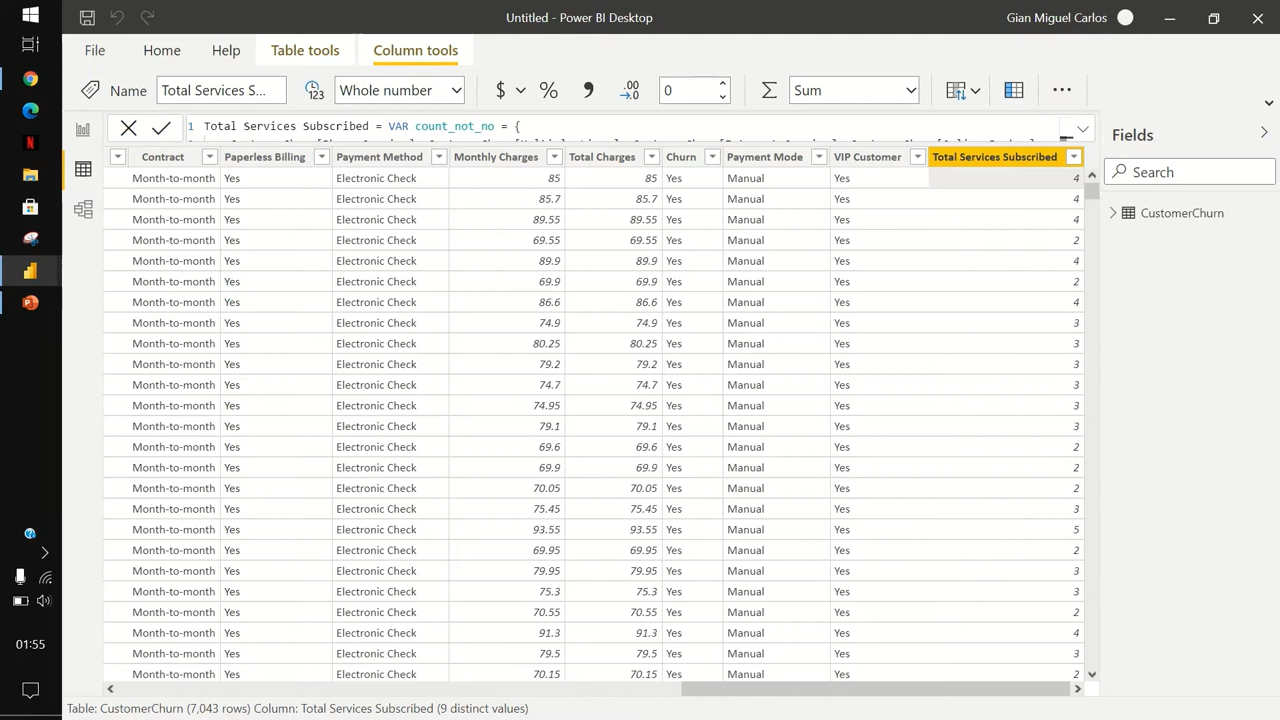 Untitled - Power BI Desktop
Gian Miguel Carlos
File Home Help Table tools Column tools
Name Total Services S... 123 Whole number $ % , .00 0 Sum
1 Total Services Subscribed = VAR count_not_no = {
Fields
Search
CustomerChurn
Contract Paperless Billing Payment Method Monthly Charges Total Charges Churn Payment Mode VIP Customer Total Services Subscribed
Month-to-month Yes Electronic Check 85 85 Yes Manual Yes 4
Month-to-month Yes Electronic Check 85.7 85.7 Yes Manual Yes 4
Month-to-month Yes Electronic Check 89.55 89.55 Yes Manual Yes 4
Month-to-month Yes Electronic Check 69.55 69.55 Yes Manual Yes 2
Month-to-month Yes Electronic Check 89.9 89.9 Yes Manual Yes 4
Month-to-month Yes Electronic Check 69.9 69.9 Yes Manual Yes 2
Month-to-month Yes Electronic Check 86.6 86.6 Yes Manual Yes 4
Month-to-month Yes Electronic Check 74.9 74.9 Yes Manual Yes 3
Month-to-month Yes Electronic Check 80.25 80.25 Yes Manual Yes 3
Month-to-month Yes Electronic Check 79.2 79.2 Yes Manual Yes 3
Month-to-month Yes Electronic Check 74.7 74.7 Yes Manual Yes 3
Month-to-month Yes Electronic Check 74.95 74.95 Yes Manual Yes 3
Month-to-month Yes Electronic Check 79.1 79.1 Yes Manual Yes 3
Month-to-month Yes Electronic Check 69.6 69.6 Yes Manual Yes 2
Month-to-month Yes Electronic Check 69.9 69.9 Yes Manual Yes 2
Month-to-month Yes Electronic Check 70.05 70.05 Yes Manual Yes 2
Month-to-month Yes Electronic Check 75.45 75.45 Yes Manual Yes 3
Month-to-month Yes Electronic Check 93.55 93.55 Yes Manual Yes 5
Month-to-month Yes Electronic Check 69.95 69.95 Yes Manual Yes 2
Month-to-month Yes Electronic Check 79.95 79.95 Yes Manual Yes 3
Month-to-month Yes Electronic Check 75.3 75.3 Yes Manual Yes 3
Month-to-month Yes Electronic Check 70.55 70.55 Yes Manual Yes 2
Month-to-month Yes Electronic Check 91.3 91.3 Yes Manual Yes 4
Month-to-month Yes Electronic Check 79.5 79.5 Yes Manual Yes 3
Month-to-month Yes Electronic Check 70.15 70.15 Yes Manual Yes 2
01:55
Table: CustomerChurn (7,043 rows) Column: Total Services Subscribed (9 distinct values)